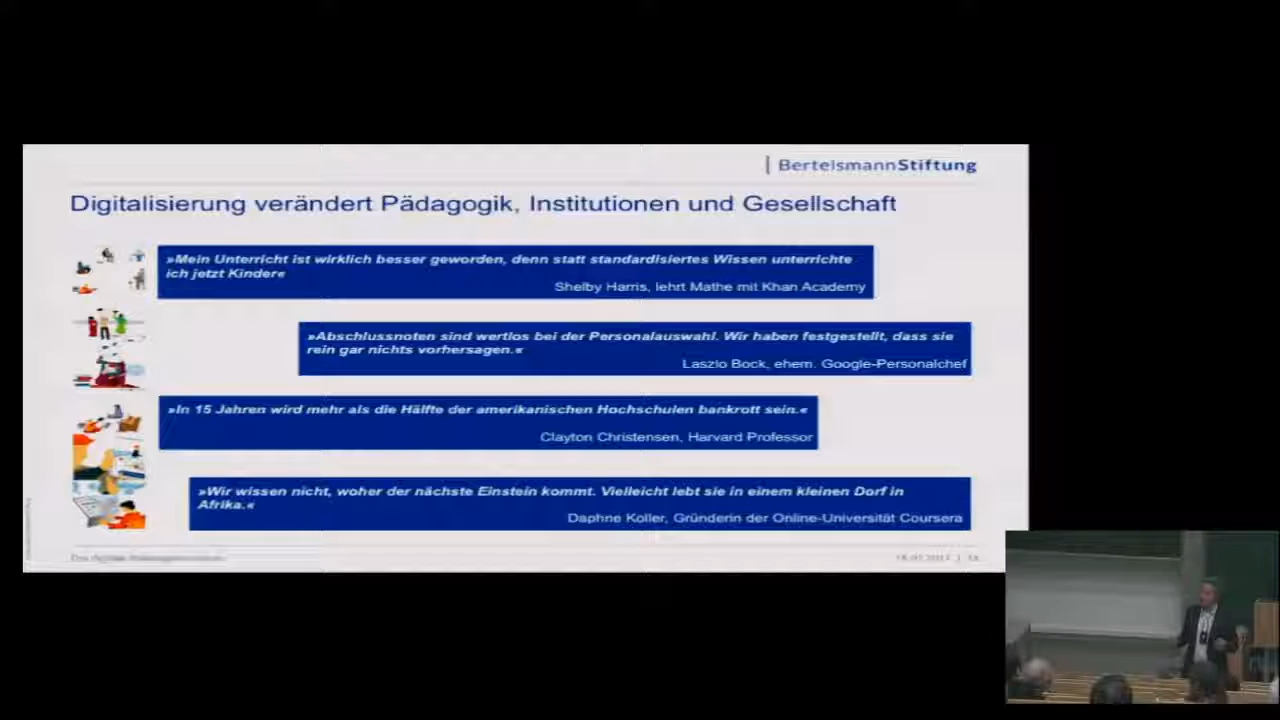 BertelsmannStiftung
Digitalisierung verändert Pädagogik, Institutionen und Gesellschaft
»Mein Unterricht ist wirklich besser geworden, denn statt standardisiertes Wissen unterrichte
ich jetzt Kinder«
Shelby Harris, lehrt Mathe mit Khan Academy
»Abschlussnoten sind wertlos bei der Personalauswahl. Wir haben festgestellt, dass sie
rein gar nichts vorhersagen.«
Laszlo Bock, ehem. Google-Personalchef
»In 15 Jahren wird mehr als die Hälfte der amerikanischen Hochschulen bankrott sein.«
Clayton Christensen, Harvard Professor
»Wir wissen nicht, woher der nächste Einstein kommt. Vielleicht lebt sie in einem kleinen Dorf in
Afrika.«
Daphne Koller, Gründerin der Online-Universität Coursera